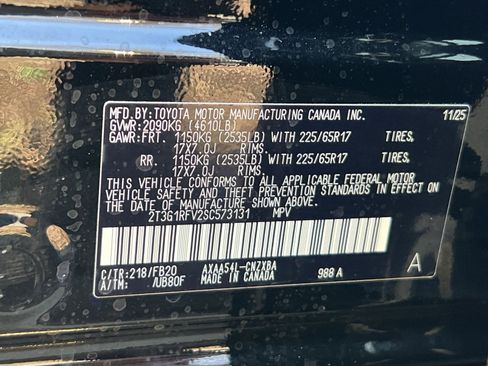 MFD. BY: TOYOTA MOTOR MANUFACTURING CANADA INC. 11/25
GVWR: 2090KG (4610LB)
GAWR: FRT. 1150KG (2535LB) WITH 225/65R17 TIRES,
17X7.0J RIMS,
RR. 1150KG (2535LB) WITH 225/65R17 TIRES,
17X7.0J RIMS.
THIS VEHICLE CONFORMS TO ALL APPLICABLE FEDERAL MOTOR
VEHICLE SAFETY AND THEFT PREVENTION STANDARDS IN EFFECT ON
THE DATE OF MANUFACTURE SHOWN ABOVE.
2T3G1RFV2SC573131 MPV
C/TR: 218/FB20 AXAA54L-CNZXBA
A/TM: /UB80F MADE IN CANADA 988 A A